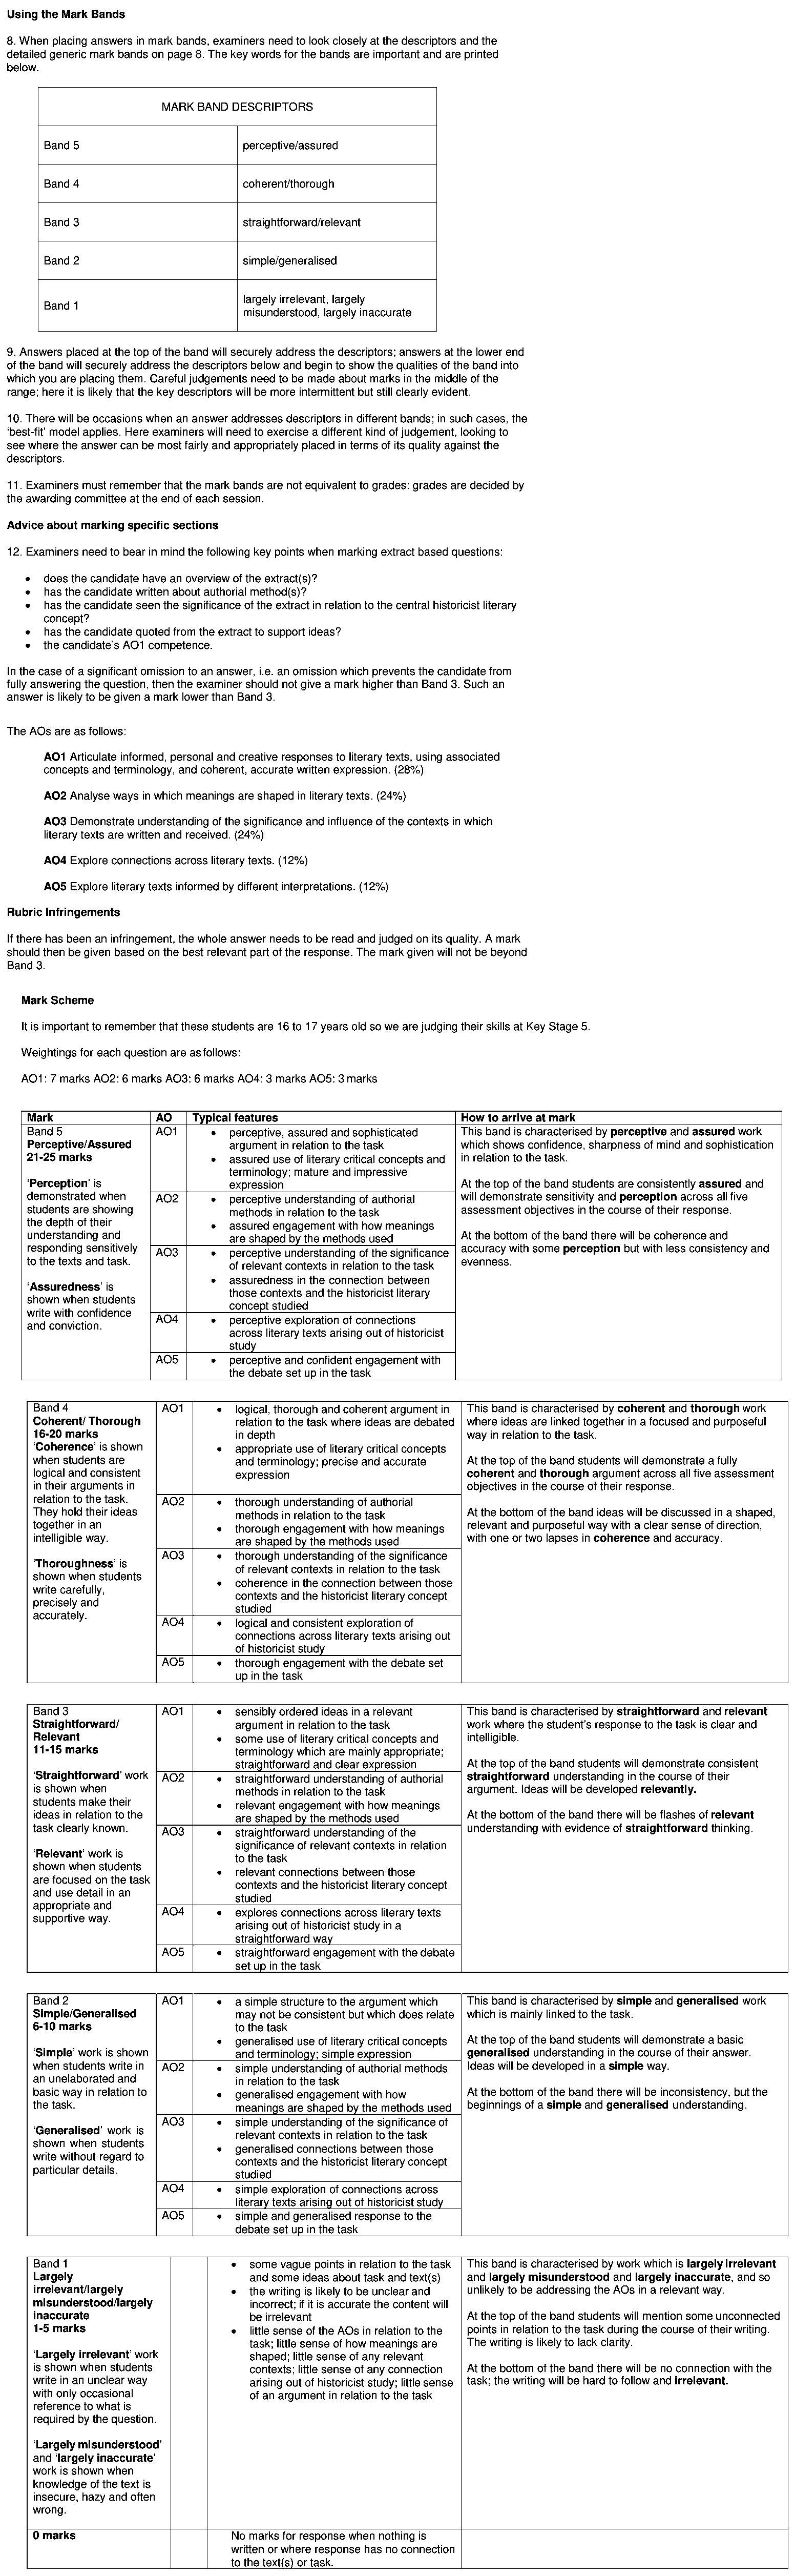 Using the Mark Bands
8. When placing answers in mark bands, examiners need to look closely at the descriptors and the
detailed generic mark bands on page 8. The key words for the bands are important and are printed
below.
MARK BAND DESCRIPTORS
Band 5
perceptive/assured
Band 4
coherent/thorough
Band 3
straightforward/relevant
Band 2
simple/generalised
Band 1
largely irrelevant, largely
misunderstood, largely inaccurate
9. Answers placed at the top of the band will securely address the descriptors; answers at the lower end
of the band will securely address the descriptors below and begin to show the qualities of the band into
which you are placing them. Careful judgements need to be made about marks in the middle of the
range; here it is likely that the key descriptors will be more intermittent but still clearly evident.
10. There will be occasions when an answer addresses descriptors in different bands; in such cases, the
'best-fit' model applies. Here examiners will need to exercise a different kind of judgement, looking to
see where the answer can be most fairly and appropriately placed in terms of its quality against the
descriptors.
11. Examiners must remember that the mark bands are not equivalent to grades: grades are decided by
the awarding committee at the end of each session.
Advice about marking specific sections
12. Examiners need to bear in mind the following key points when marking extract based questions:
• does the candidate have an overview of the extract(s)?
• has the candidate written about authorial method(s)?
• has the candidate seen the significance of the extract in relation to the central historicist literary
concept?
• has the candidate quoted from the extract to support ideas?
• the candidate's AO1 competence.
In the case of a significant omission to an answer, i.e. an omission which prevents the candidate from
fully answering the question, then the examiner should not give a mark higher than Band 3. Such an
answer is likely to be given a mark lower than Band 3.
The AOs are as follows:
AO1 Articulate informed, personal and creative responses to literary texts, using associated
concepts and terminology, and coherent, accurate written expression. (28%)
AO2 Analyse ways in which meanings are shaped in literary texts. (24%)
AO3 Demonstrate understanding of the significance and influence of the contexts in which
literary texts are written and received. (24%)
AO4 Explore connections across literary texts. (12%)
AO5 Explore literary texts informed by different interpretations. (12%)
Rubric Infringements
If there has been an infringement, the whole answer needs to be read and judged on its quality. A mark
should then be given based on the best relevant part of the response. The mark given will not be beyond
Band 3.
Mark Scheme
It is important to remember that these students are 16 to 17 years old so we are judging their skills at Key Stage 5.
Weightings for each question are as follows:
AO1: 7 marks AO2: 6 marks AO3: 6 marks AO4: 3 marks AO5: 3 marks
Mark
AO
Typical features
How to arrive at mark
Band 5
Perceptive/Assured
21-25 marks
'Perception' is
demonstrated when
students are showing
the depth of their
understanding and
responding sensitively
to the texts and task.
'Assuredness' is
shown when students
write with confidence
and conviction.
AO1
• perceptive, assured and sophisticated
argument in relation to the task
• assured use of literary critical concepts and
terminology; mature and impressive
expression
AO2
• perceptive understanding of authorial
methods in relation to the task
• assured engagement with how meanings
are shaped by the methods used
AO3
• perceptive understanding of the significance
of relevant contexts in relation to the task
• assuredness in the connection between
those contexts and the historicist literary
concept studied
AO4
• perceptive exploration of connections
across literary texts arising out of historicist
study
AO5
• perceptive and confident engagement with
the debate set up in the task
This band is characterised by perceptive and assured work
which shows confidence, sharpness of mind and sophistication
in relation to the task.
At the top of the band students are consistently assured and
will demonstrate sensitivity and perception across all five
assessment objectives in the course of their response.
At the bottom of the band there will be coherence and
accuracy with some perception but with less consistency and
evenness.
Band 4
Coherent/ Thorough
16-20 marks
'Coherence' is shown
when students are
logical and consistent
in their arguments in
relation to the task.
They hold their ideas
together in an
intelligible way.
'Thoroughness' is
shown when students
write carefully,
precisely and
accurately.
AO1
• logical, thorough and coherent argument in
relation to the task where ideas are debated
in depth
• appropriate use of literary critical concepts
and terminology; precise and accurate
expression
AO2
• thorough understanding of authorial
methods in relation to the task
• thorough engagement with how meanings
are shaped by the methods used
AO3
• thorough understanding of the significance
of relevant contexts in relation to the task
• coherence in the connection between those
contexts and the historicist literary concept
studied
AO4
• logical and consistent exploration of
connections across literary texts arising out
of historicist study
AO5
• thorough engagement with the debate set
up in the task
This band is characterised by coherent and thorough work
where ideas are linked together in a focused and purposeful
way in relation to the task.
At the top of the band students will demonstrate a fully
coherent and thorough argument across all five assessment
objectives in the course of their response.
At the bottom of the band ideas will be discussed in a shaped,
relevant and purposeful way with a clear sense of direction,
with one or two lapses in coherence and accuracy.
Band 3
Straightforward/
Relevant
11-15 marks
'Straightforward' work
is shown when
students make their
ideas in relation to the
task clearly known.
'Relevant' work is
shown when students
are focused on the task
and use detail in an
appropriate and
supportive way.
AO1
• sensibly ordered ideas in a relevant
argument in relation to the task
• some use of literary critical concepts and
terminology which are mainly appropriate;
straightforward and clear expression
AO2
• straightforward understanding of authorial
methods in relation to the task
• relevant engagement with how meanings
are shaped by the methods used
AO3
• straightforward understanding of the
significance of relevant contexts in relation
to the task
• relevant connections between those
contexts and the historicist literary concept
studied
AO4
• explores connections across literary texts
arising out of historicist study in a
straightforward way
AO5
• straightforward engagement with the debate
set up in the task
This band is characterised by straightforward and relevant
work where the student's response to the task is clear and
intelligible.
At the top of the band students will demonstrate consistent
straightforward understanding in the course of their
argument. Ideas will be developed relevantly.
At the bottom of the band there will be flashes of relevant
understanding with evidence of straightforward thinking.
Band 2
Simple/Generalised
6-10 marks
'Simple' work is shown
when students write in
an unelaborated and
basic way in relation to
the task.
'Generalised' work is
shown when students
write without regard to
particular details.
AO1
• a simple structure to the argument which
may not be consistent but which does relate
to the task
• generalised use of literary critical concepts
and terminology; simple expression
AO2
• simple understanding of authorial methods
in relation to the task
• generalised engagement with how
meanings are shaped by the methods used
AO3
• simple understanding of the significance of
relevant contexts in relation to the task
• generalised connections between those
contexts and the historicist literary concept
studied
AO4
• simple exploration of connections across
literary texts arising out of historicist study
AO5
• simple and generalised response to the
debate set up in the task
This band is characterised by simple and generalised work
which is mainly linked to the task.
At the top of the band students will demonstrate a basic
generalised understanding in the course of their answer.
Ideas will be developed in a simple way.
At the bottom of the band there will be inconsistency, but the
beginnings of a simple and generalised understanding.
Band 1
Largely
irrelevant/largely
misunderstood/largely
inaccurate
1-5 marks
'Largely irrelevant' work
is shown when students
write in an unclear way
with only occasional
reference to what is
required by the question.
'Largely misunderstood'
and 'largely inaccurate'
work is shown when
knowledge of the text is
insecure, hazy and often
wrong.
• some vague points in relation to the task
and some ideas about task and text(s)
• the writing is likely to be unclear and
incorrect; if it is accurate the content will
be irrelevant
• little sense of the AOs in relation to the
task; little sense of how meanings are
shaped; little sense of any relevant
contexts; little sense of any connection
arising out of historicist study; little sense
of an argument in relation to the task
This band is characterised by work which is largely irrelevant
and largely misunderstood and largely inaccurate, and so
unlikely to be addressing the AOs in a relevant way.
At the top of the band students will mention some unconnected
points in relation to the task during the course of their writing.
The writing is likely to lack clarity.
At the bottom of the band there will be no connection with the
task; the writing will be hard to follow and irrelevant.
0 marks
No marks for response when nothing is
written or where response has no connection
to the text(s) or task.